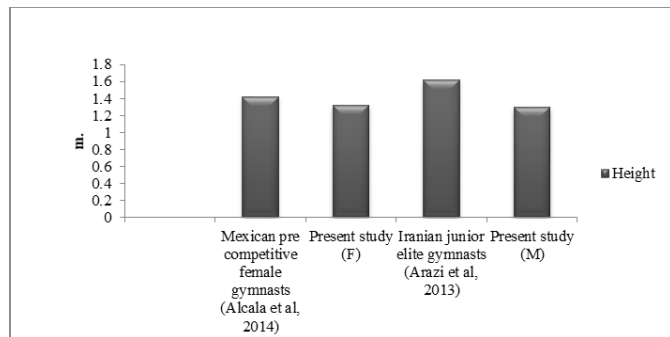 1.8
1.6
1.4
1.2
1
0.8
0.6
0.4
0.2
0
m.
Mexican pre
competitive
female
gymnasts
(Alcala et al,
2014)
Present study
(F)
Iranian junior
elite gymnasts
(Arazi et al,
2013)
Present study
(M)
Height